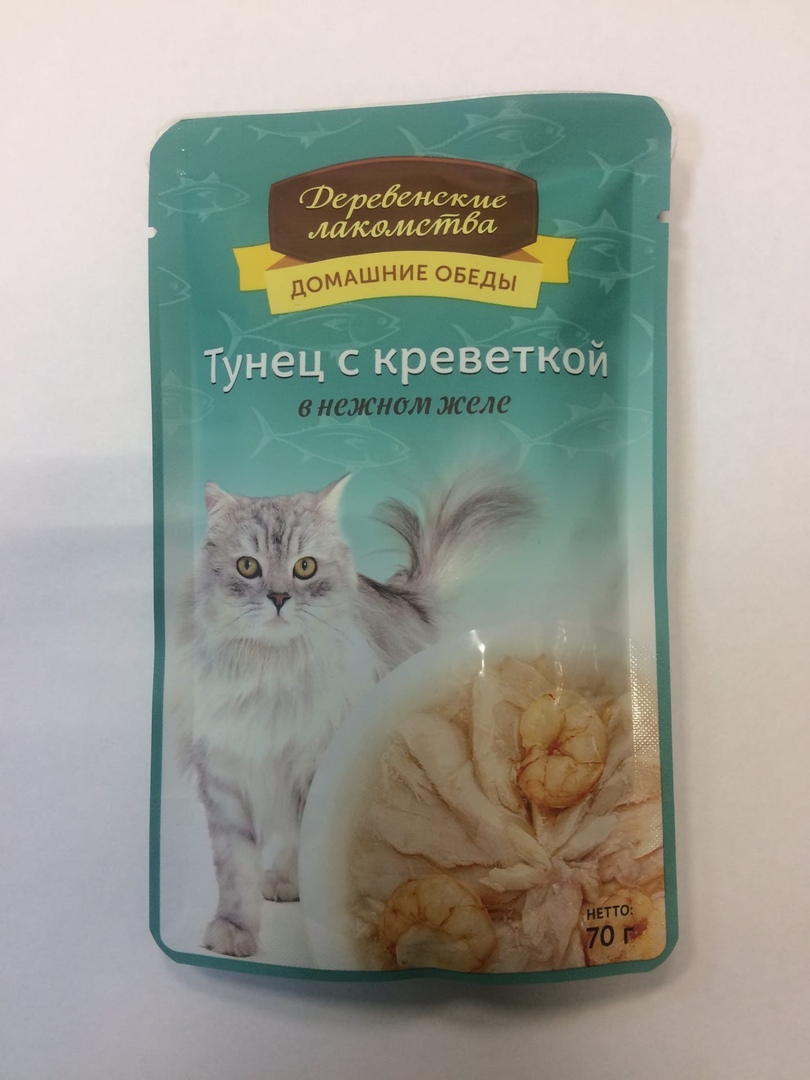 Деревенские
лакомства
ДОМАШНИЕ ОБЕДЫ
Тунец с креветкой
в нежном желе
НЕТТО:
70 г